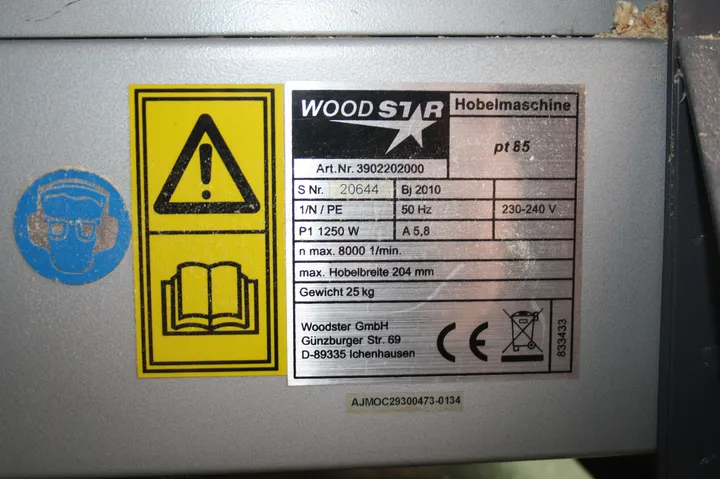 WOODSTAR
Hobelmaschine
pt 85
Art.Nr. 3902202000
S Nr. 20644 Bj 2010
1/N / PE 50 Hz 230-240 V
P1 1250 W A 5,8
n max. 8000 1/min.
max. Hobelbreite 204 mm
Gewicht 25 kg
Woodster GmbH
Günzburger Str. 69
D-89335 Ichenhausen
CE
833433
AJMOC29300473-0134